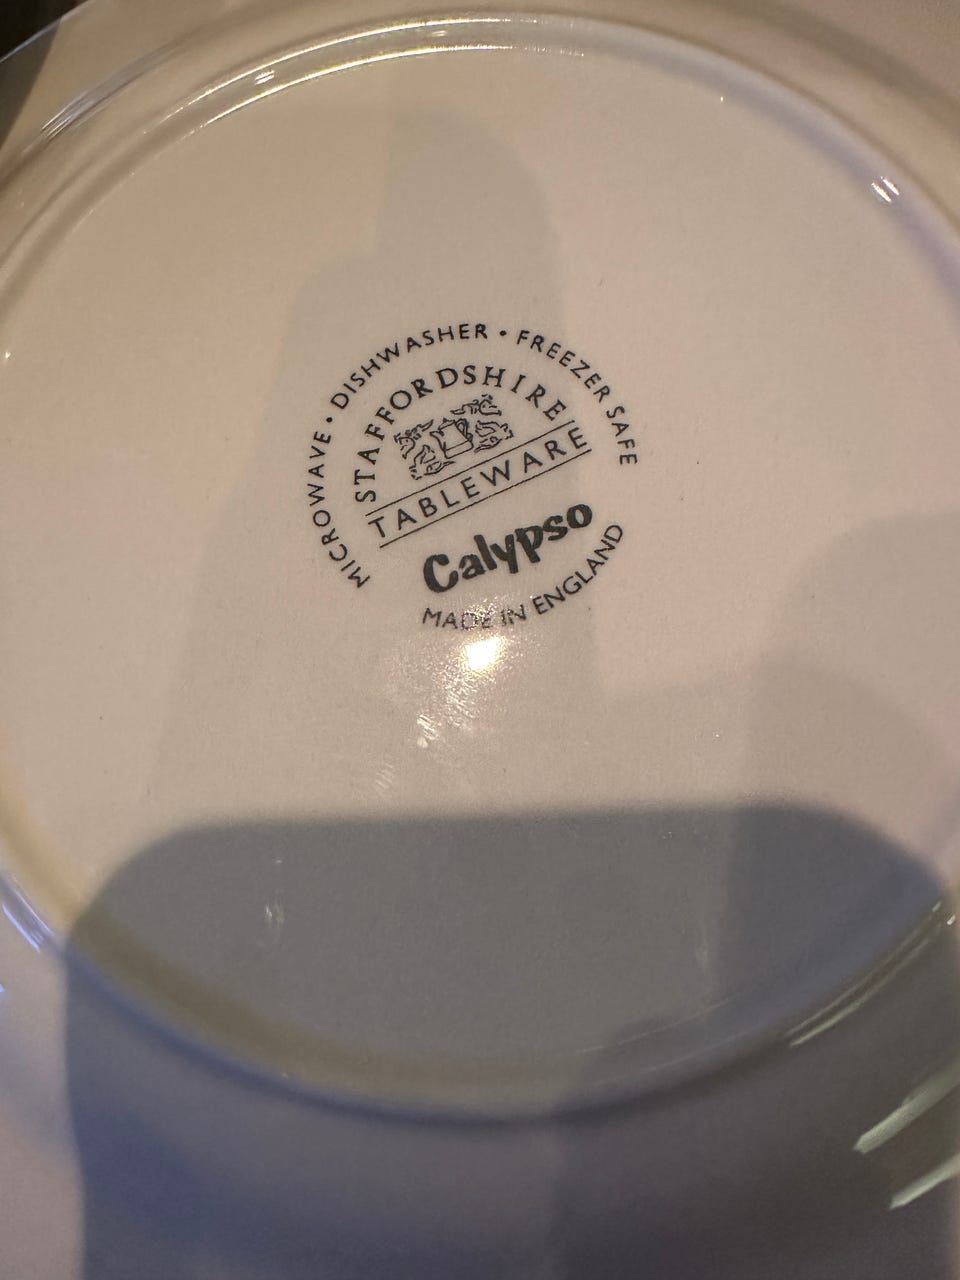 MICROWAVE • DISHWASHER • FREEZER SAFE
STAFFORDSHIRE
TABLEWARE
Calypso
MADE IN ENGLAND